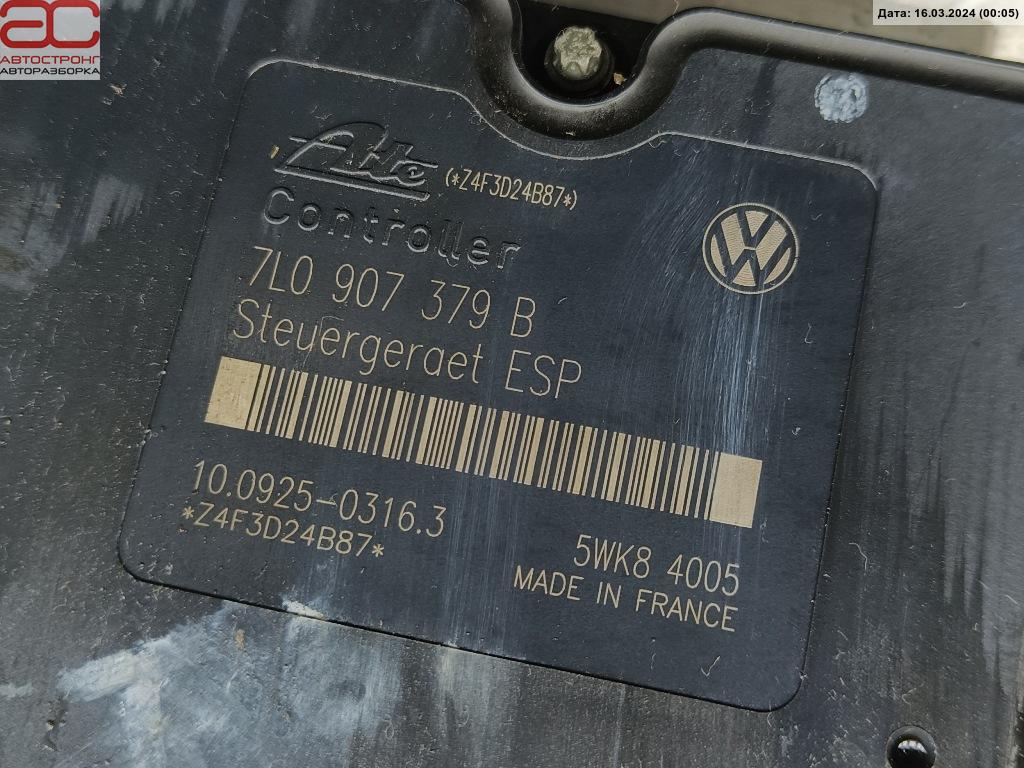 ac
АВТОСТРОНГ
АВТОРАЗБОРКА
Дата: 16.03.2024 (00:05)
Ate (*Z4F3D24B87*)
Controller
7L0 907 379 B
Steuergeraet ESP
10.0925-0316.3
*Z4F3D24B87*
5WK8 4005
MADE IN FRANCE